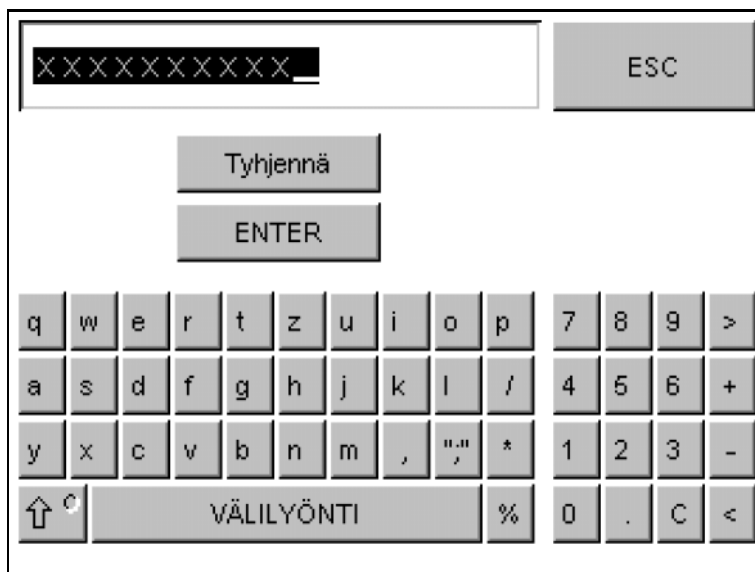 XXXXXXXXXX_
ESC
Tyhjennä
ENTER
q w e r t z u i o p 7 8 9 >
a s d f g h j k l / 4 5 6 +
y x c v b n m , ";" * 1 2 3 -
VÄLILYÖNTI % 0 . C <